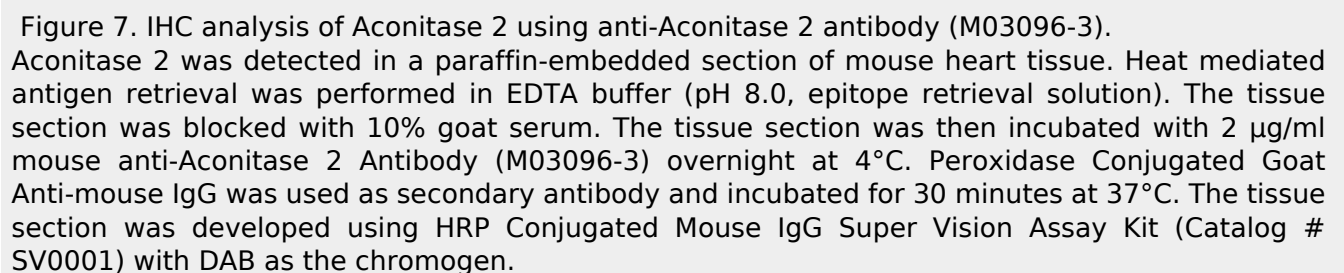 Figure 7. IHC analysis of Aconitase 2 using anti-Aconitase 2 antibody (M03096-3).
Aconitase 2 was detected in a paraffin-embedded section of mouse heart tissue. Heat mediated
antigen retrieval was performed in EDTA buffer (pH 8.0, epitope retrieval solution). The tissue
section was blocked with 10% goat serum. The tissue section was then incubated with 2 μg/ml
mouse anti-Aconitase 2 Antibody (M03096-3) overnight at 4°C. Peroxidase Conjugated Goat
Anti-mouse IgG was used as secondary antibody and incubated for 30 minutes at 37°C. The tissue
section was developed using HRP Conjugated Mouse IgG Super Vision Assay Kit (Catalog #
SV0001) with DAB as the chromogen.